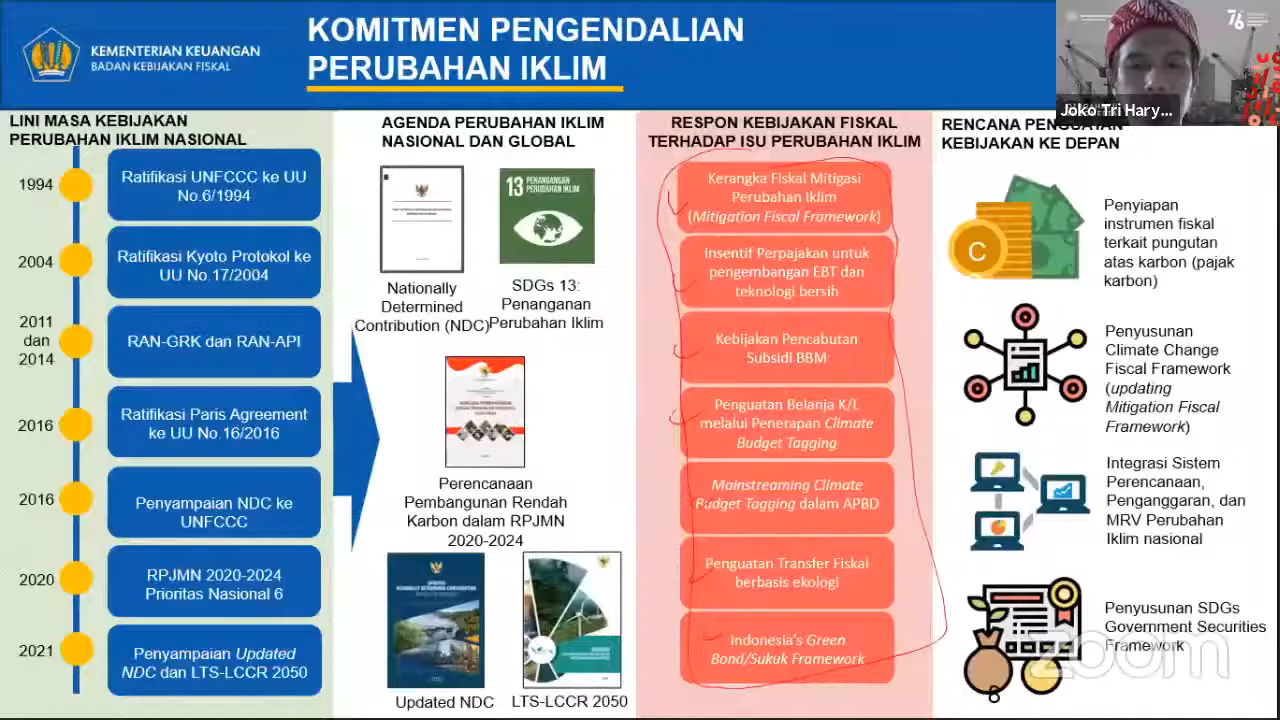 KEMENTERIAN KEUANGAN
BADAN KEBIJAKAN FISKAL
KOMITMEN PENGENDALIAN
PERUBAHAN IKLIM
76
Joko Tri Hary...
LINI MASA KEBIJAKAN
PERUBAHAN IKLIM NASIONAL
1994
Ratifikasi UNFCCC ke UU
No.6/1994
2004
Ratifikasi Kyoto Protokol ke
UU No.17/2004
2011
dan
2014
RAN-GRK dan RAN-API
2016
Ratifikasi Paris Agreement
ke UU No.16/2016
2016
Penyampaian NDC ke
UNFCCC
2020
RPJMN 2020-2024
Prioritas Nasional 6
2021
Penyampaian Updated
NDC dan LTS-LCCR 2050
AGENDA PERUBAHAN IKLIM
NASIONAL DAN GLOBAL
13 PENANGANAN
PERUBAHAN IKLIM
Nationally
Determined
Contribution (NDC)
SDGs 13:
Penanganan
Perubahan Iklim
Perencanaan
Pembangunan Rendah
Karbon dalam RPJMN
2020-2024
Updated NDC
LTS-LCCR 2050
RESPON KEBIJAKAN FISKAL
TERHADAP ISU PERUBAHAN IKLIM
Kerangka Fiskal Mitigasi
Perubahan Iklim
(Mitigation Fiscal Framework)
Insentif Perpajakan untuk
pengembangan EBT dan
teknologi bersih
Kebijakan Pencabutan
Subsidi BBM
Penguatan Belanja K/L
melalui Penerapan Climate
Budget Tagging
Mainstreaming Climate
Budget Tagging dalam APBD
Penguatan Transfer Fiskal
berbasis ekologi
Indonesia's Green
Bond/Sukuk Framework
RENCANA PENGUATAN
KEBIJAKAN KE DEPAN
C
Penyiapan
instrumen fiskal
terkait pungutan
atas karbon (pajak
karbon)
Penyusunan
Climate Change
Fiscal Framework
(updating
Mitigation Fiscal
Framework)
Integrasi Sistem
Perencanaan,
Penganggaran, dan
MRV Perubahan
Iklim nasional
Penyusunan SDGs
Government Securities
Framework
zoom
8